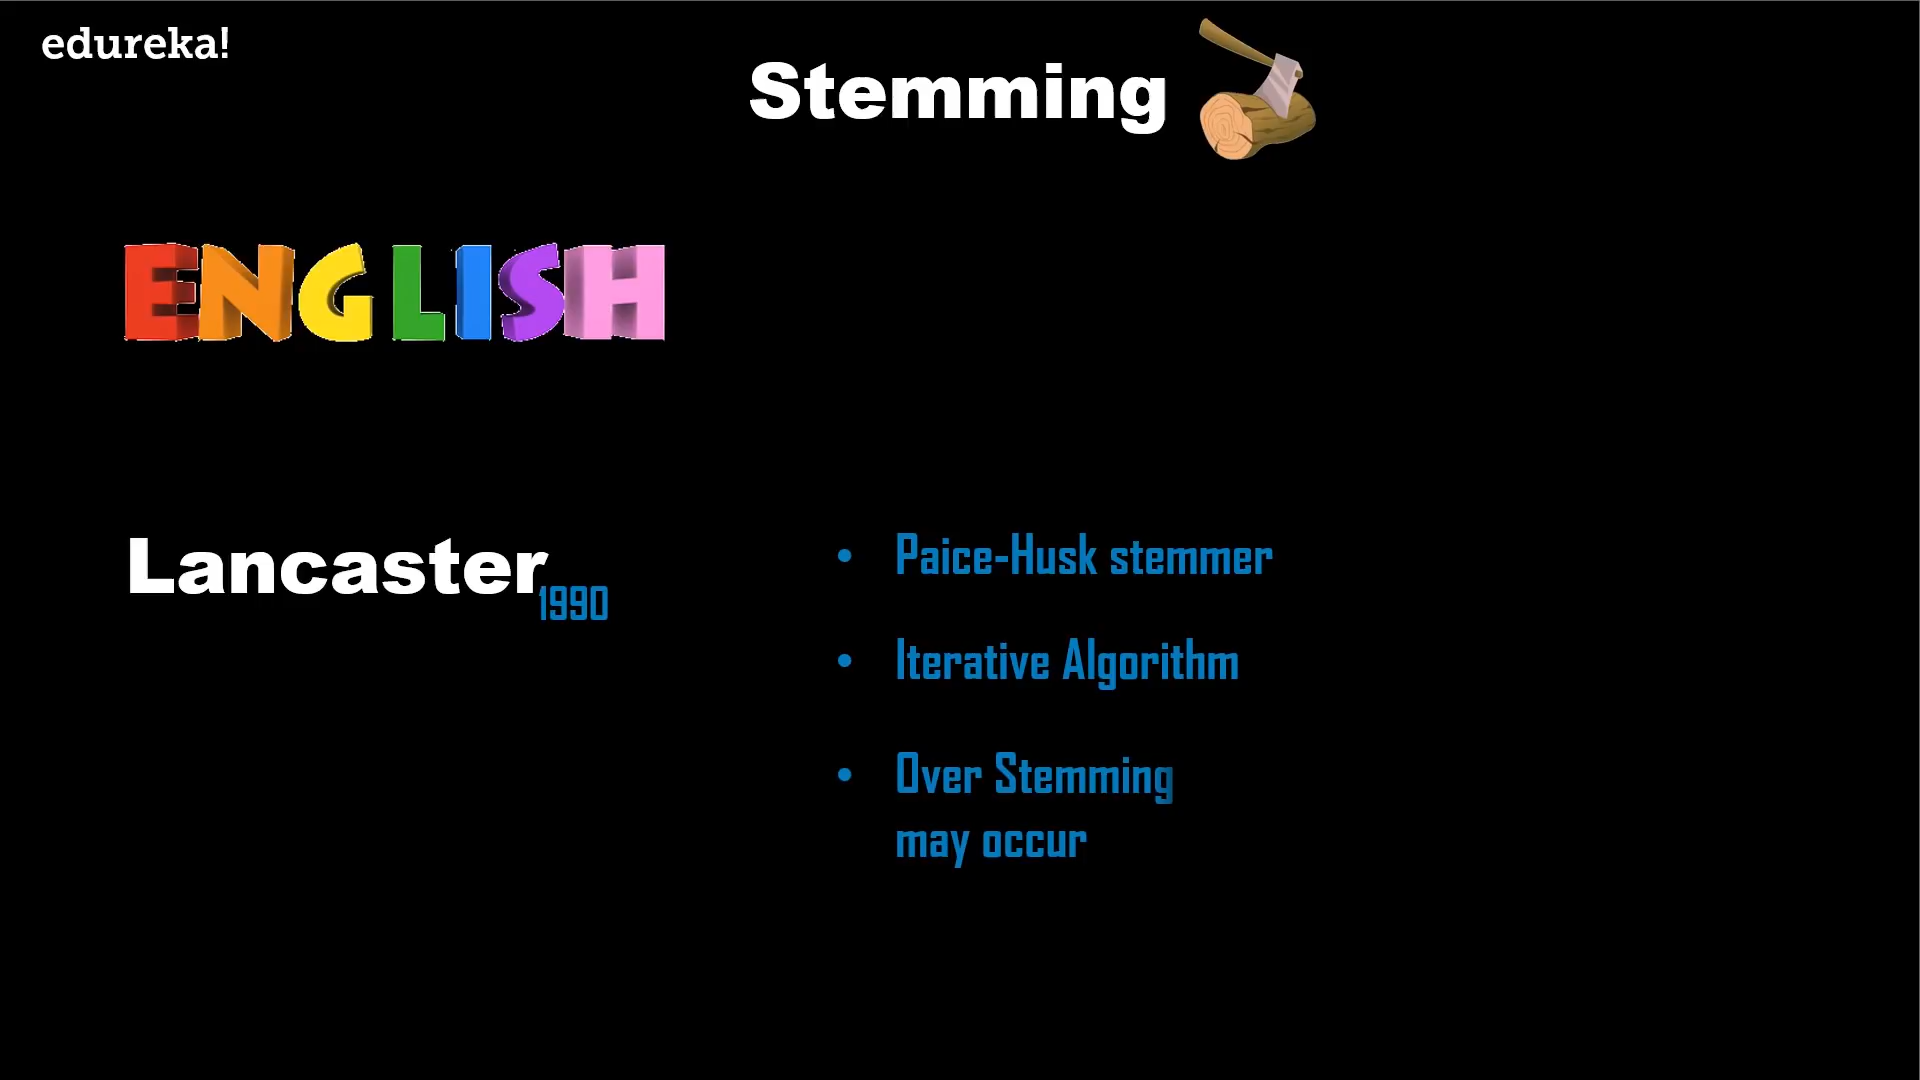 edureka!
Stemming
ENGLISH
Lancaster
1990
• Paice-Husk stemmer
• Iterative Algorithm
• Over Stemming
may occur